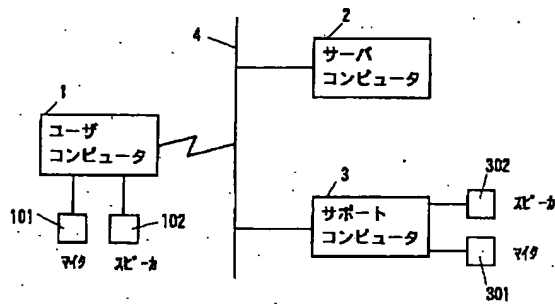 4
2
サーバ
コンピュータ
1
ユーザ
コンピュータ
3
サポート
コンピュータ
302
スピーカ
101
102
マイク
スピーカ
マイク
301